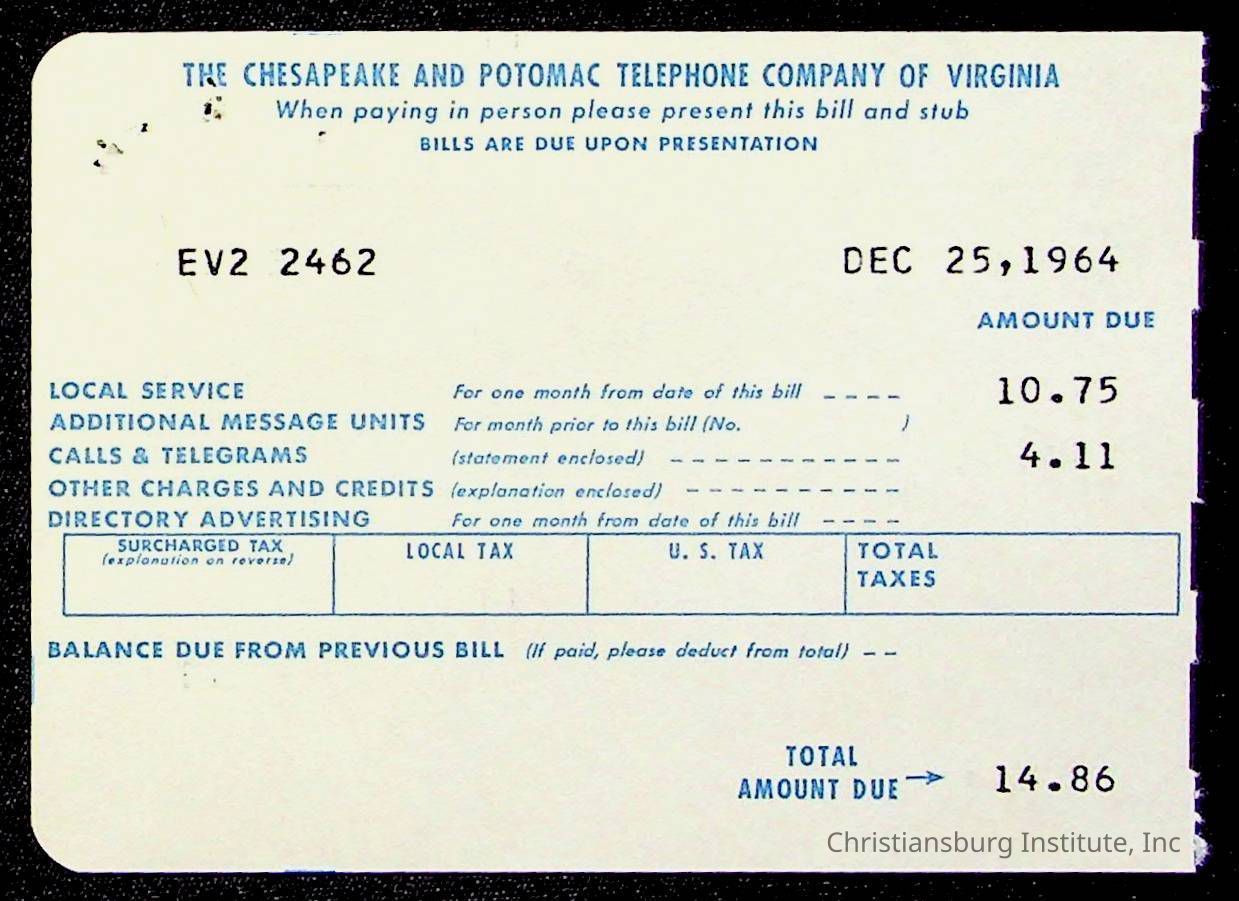 THE CHESAPEAKE AND POTOMAC TELEPHONE COMPANY OF VIRGINIA
When paying in person please present this bill and stub
BILLS ARE DUE UPON PRESENTATION
EV2 2462 DEC 25,1964
AMOUNT DUE
LOCAL SERVICE For one month from date of this bill ---- 10.75
ADDITIONAL MESSAGE UNITS For month prior to this bill (No. )
CALLS & TELEGRAMS (statement enclosed) ----------- 4.11
OTHER CHARGES AND CREDITS (explanation enclosed) ----------
DIRECTORY ADVERTISING For one month from date of this bill ----
SURCHARGED TAX LOCAL TAX U. S. TAX TOTAL
(explanation on reverse)
TAXES
BALANCE DUE FROM PREVIOUS BILL (If paid, please deduct from total) --
TOTAL
AMOUNT DUE → 14.86
Christiansburg Institute, Inc